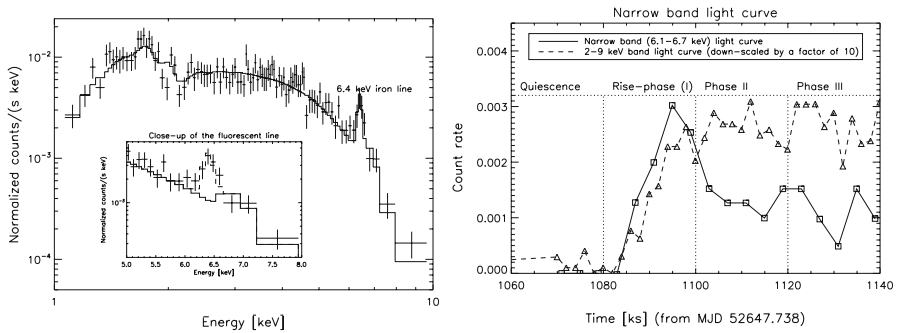 10⁻²
10⁻³
10⁻⁴
Normalized counts/(s keV)
6.4 keV iron line
Close-up of the fluorescent line
Normalized counts/(s keV)
10⁻³
5.0 5.5 6.0 6.5 7.0 7.5 8.0
Energy [keV]
1 10
Energy [keV]
Narrow band light curve
Narrow band (6.1-6.7 keV) light curve
2-9 keV band light curve (down-scaled by a factor of 10)
Quiescence Rise-phase (I) Phase II Phase III
0.004
0.003
0.002
0.001
0.000
Count rate
1060 1080 1100 1120 1140
Time [ks] (from MJD 52647.738)